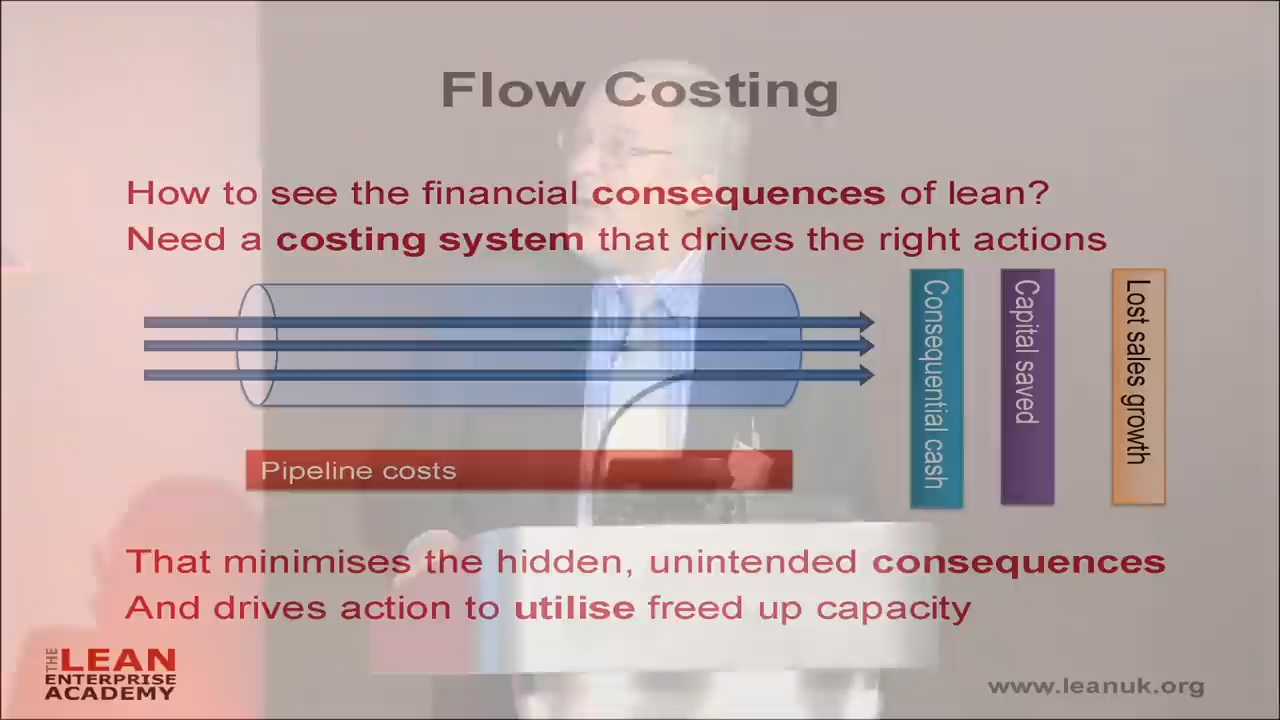 Flow Costing
How to see the financial consequences of lean?
Need a costing system that drives the right actions
Consequential cash
Capital saved
Lost sales growth
Pipeline costs
That minimises the hidden, unintended consequences
And drives action to utilise freed up capacity
THE LEAN
ENTERPRISE
ACADEMY
www.leanuk.org